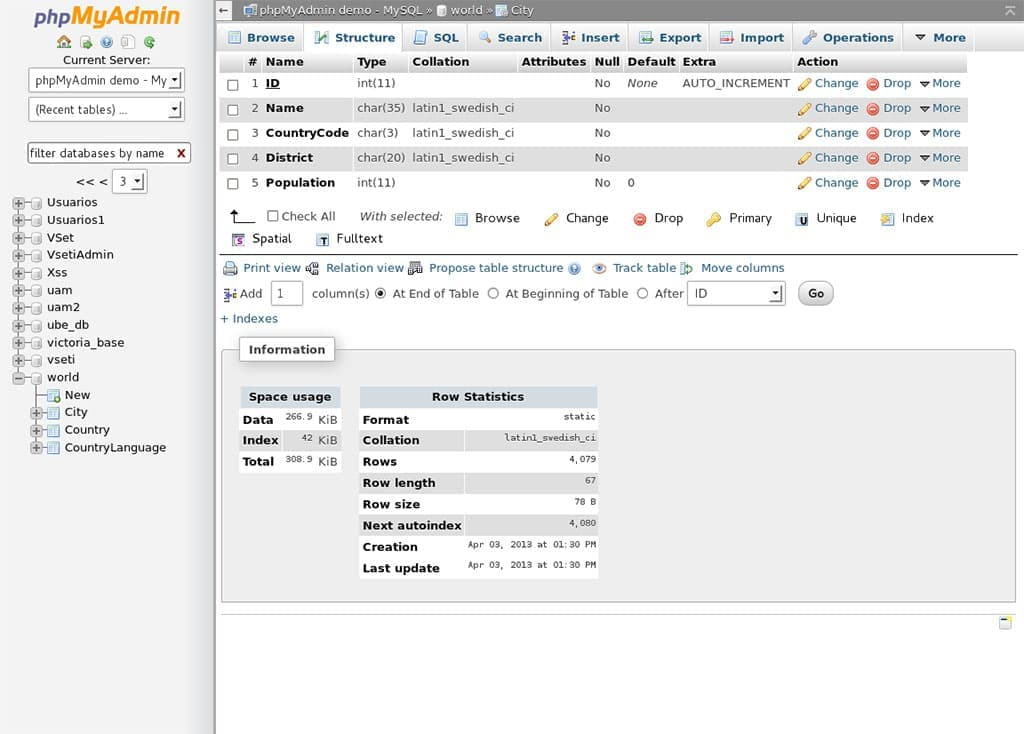 phpMyAdmin
Current Server:
phpMyAdmin demo - My
(Recent tables) ...
filter databases by name X
<< < 3
Usuarios
Usuarios1
VSet
VsetiAdmin
Xss
uam
uam2
ube_db
victoria_base
vseti
world
New
City
Country
CountryLanguage
phpMyAdmin demo - MySQL » world » City
Browse Structure SQL Search Insert Export Import Operations More
# Name Type Collation Attributes Null Default Extra Action
1 ID int(11) No None AUTO_INCREMENT Change Drop More
2 Name char(35) latin1_swedish_ci No Change Drop More
3 CountryCode char(3) latin1_swedish_ci No Change Drop More
4 District char(20) latin1_swedish_ci No Change Drop More
5 Population int(11) No 0 Change Drop More
Check All With selected: Browse Change Drop Primary Unique Index
Spatial Fulltext
Print view Relation view Propose table structure Track table Move columns
Add 1 column(s) At End of Table At Beginning of Table After ID Go
+ Indexes
Information
Space usage
Data 266.9 KiB
Index 42 KiB
Total 308.9 KiB
Row Statistics
Format static
Collation latin1_swedish_ci
Rows 4,079
Row length 67
Row size 78 B
Next autoindex 4,080
Creation Apr 03, 2013 at 01:30 PM
Last update Apr 03, 2013 at 01:30 PM